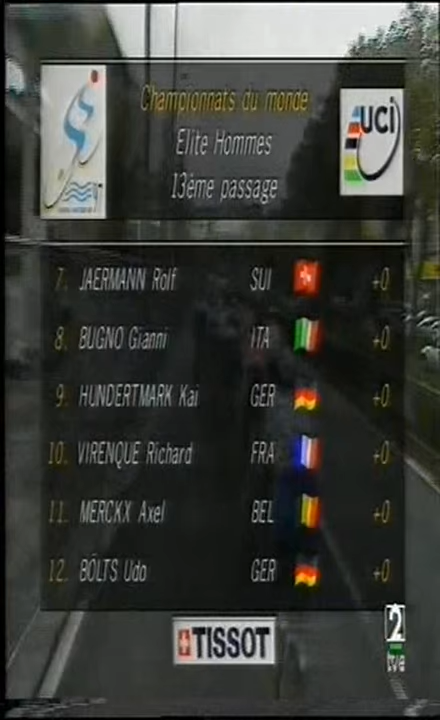 Championnats du monde
Elite Hommes
13ème passage
UCi
7. JAERMANN Rolf SUI +0
8. BUGNO Gianni ITA +0
9. HUNDERTMARK Kai GER +0
10. VIRENQUE Richard FRA +0
11. MERCKX Axel BEL +0
12. BÖLTS Udo GER +0
TISSOT
2
tve